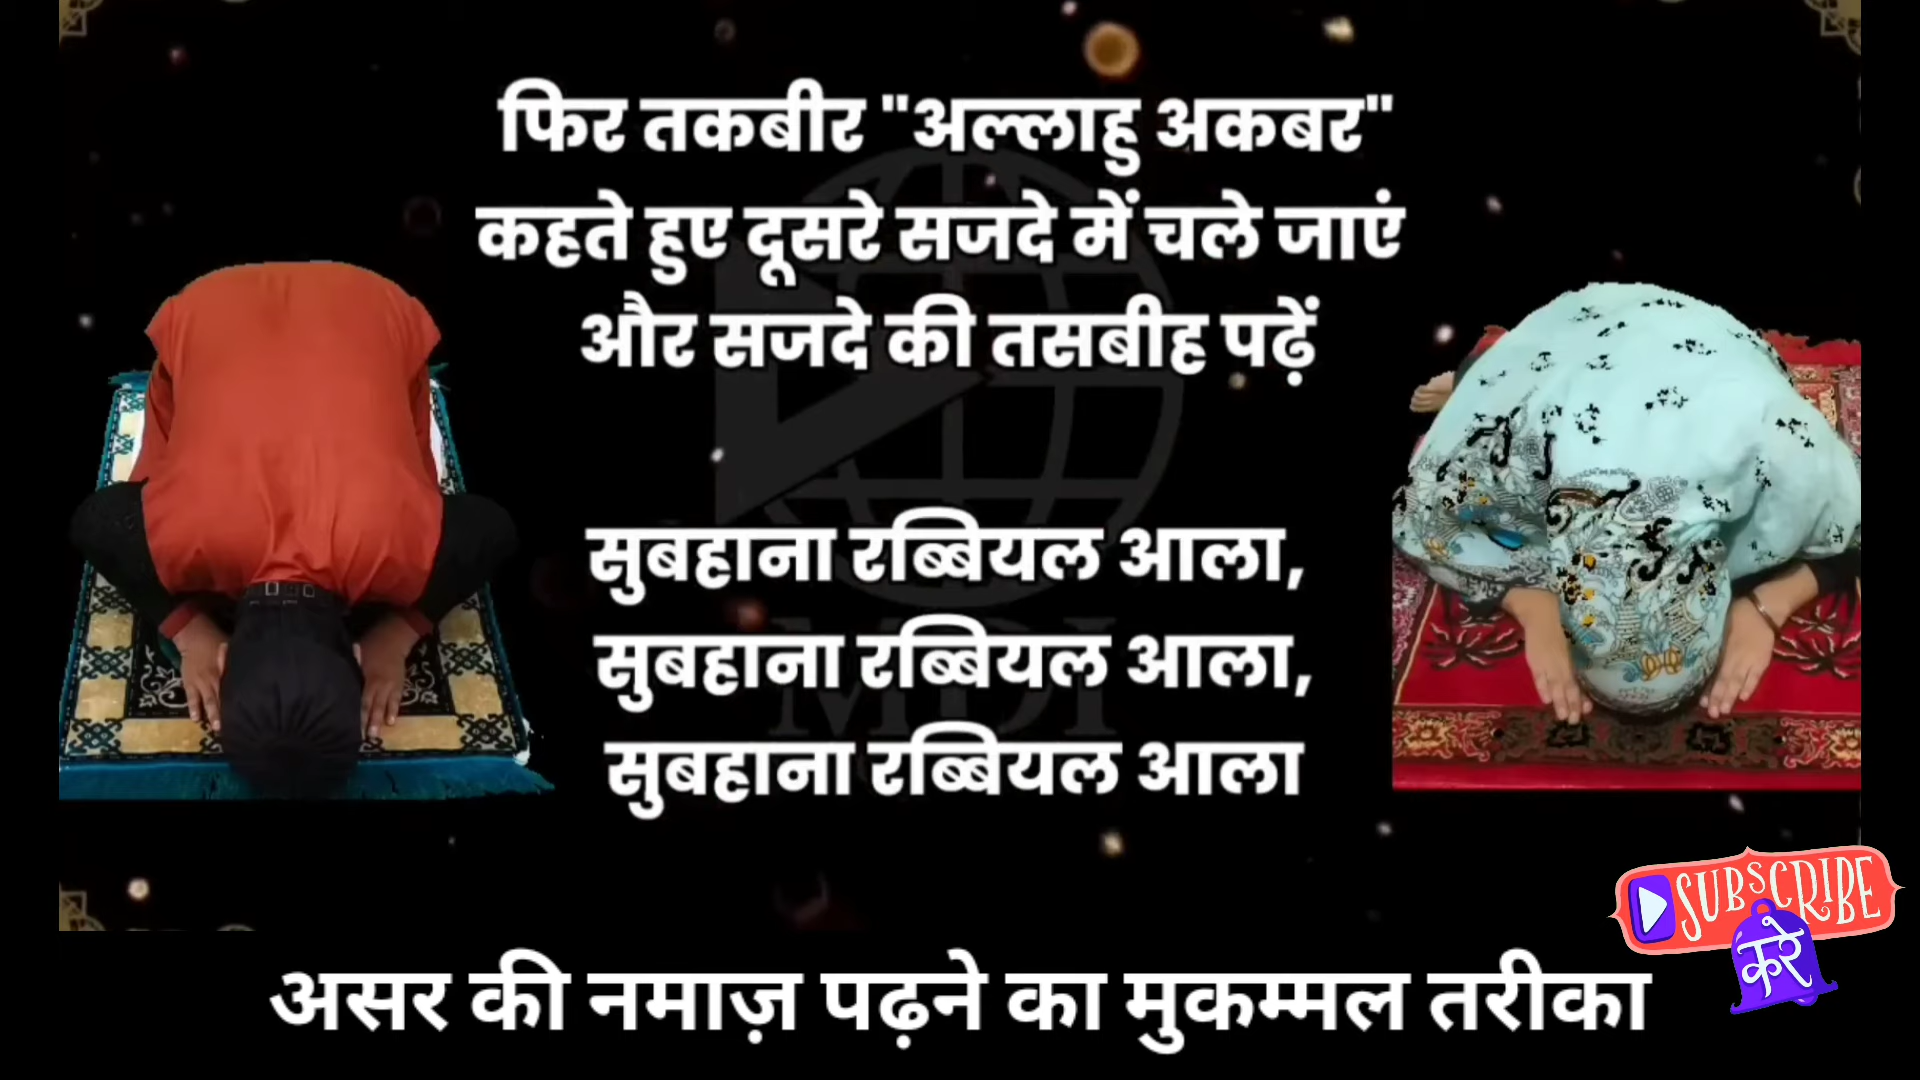 फिर तकबीर "अल्लाहु अकबर"
कहते हुए दूसरे सजदे में चले जाएं
और सजदे की तसबीह पढ़ें
सुबहाना रब्बियल आला,
सुबहाना रब्बियल आला,
सुबहाना रब्बियल आला
MDI
SUBSCRIBE
करे
असर की नमाज़ पढ़ने का मुकम्मल तरीका